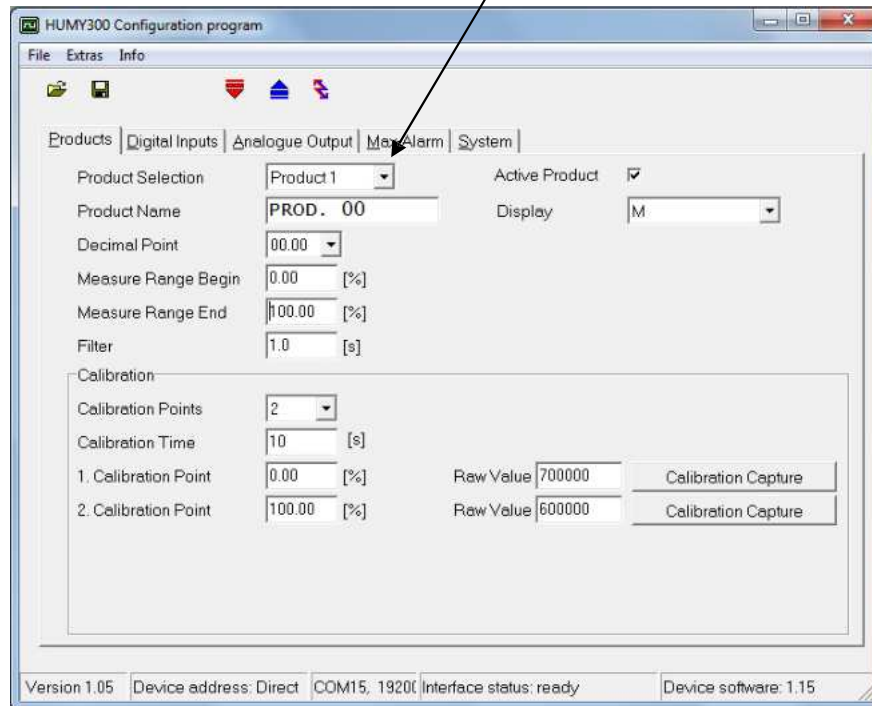 HUMY300 Configuration program
File Extras Info
Products Digital Inputs Analogue Output Max Alarm System
Product Selection Product 1 Active Product
Product Name PROD. 00 Display M
Decimal Point 00.00
Measure Range Begin 0.00 [%]
Measure Range End 100.00 [%]
Filter 1.0 [s]
Calibration
Calibration Points 2
Calibration Time 10 [s]
1. Calibration Point 0.00 [%] Raw Value 700000 Calibration Capture
2. Calibration Point 100.00 [%] Raw Value 600000 Calibration Capture
Version 1.05 Device address: Direct COM15, 1920 Interface status: ready Device software: 1.15